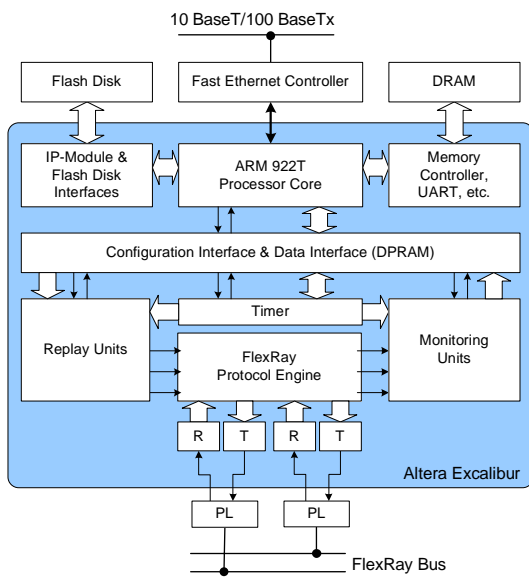 10 BaseT/100 BaseTx
Flash Disk
Fast Ethernet Controller
DRAM
IP-Module &
Flash Disk
Interfaces
ARM 922T
Processor Core
Memory
Controller,
UART, etc.
Configuration Interface & Data Interface (DPRAM)
Replay Units
Timer
FlexRay
Protocol Engine
Monitoring
Units
R
T
R
T
Altera Excalibur
PL
PL
FlexRay Bus